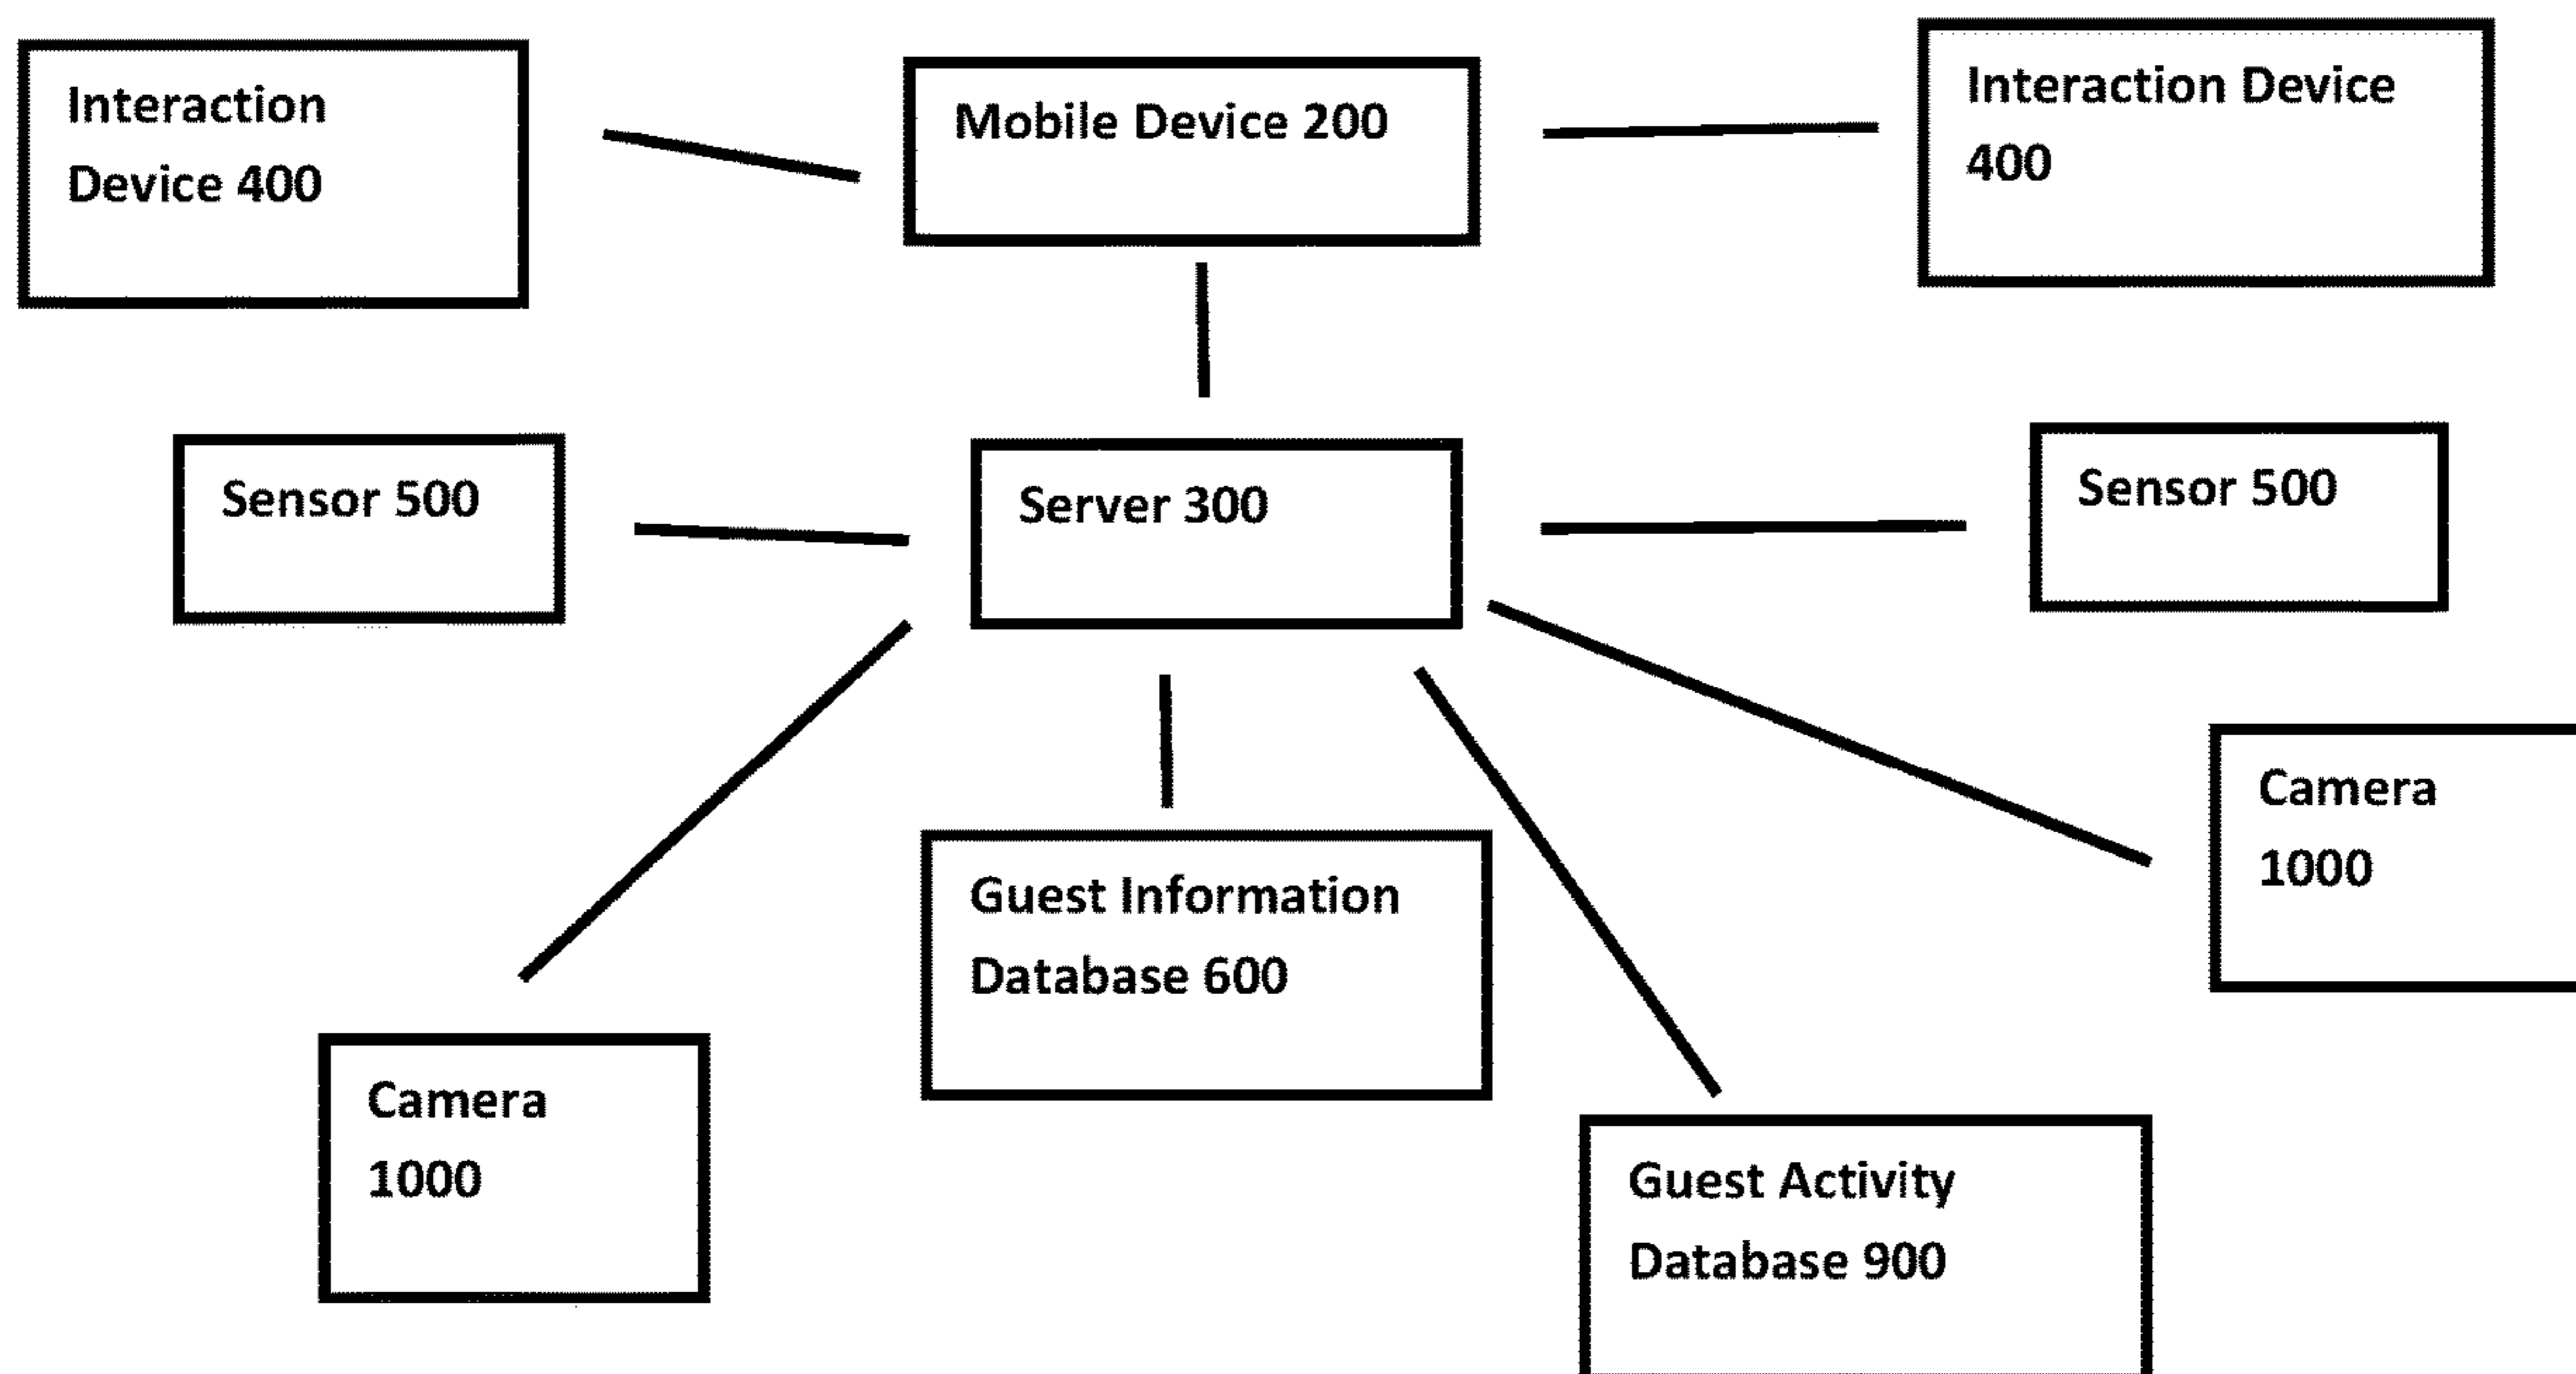 Interaction
Device 400
Mobile Device 200
Interaction Device
400
Sensor 500
Server 300
Sensor 500
Camera
1000
Guest Information
Database 600
Camera
1000
Guest Activity
Database 900